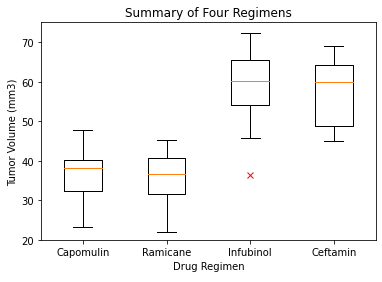 Summary of Four Regimens
Tumor Volume (mm3)
70
60
50
40
30
20
Capomulin Ramicane Infubinol Ceftamin
Drug Regimen